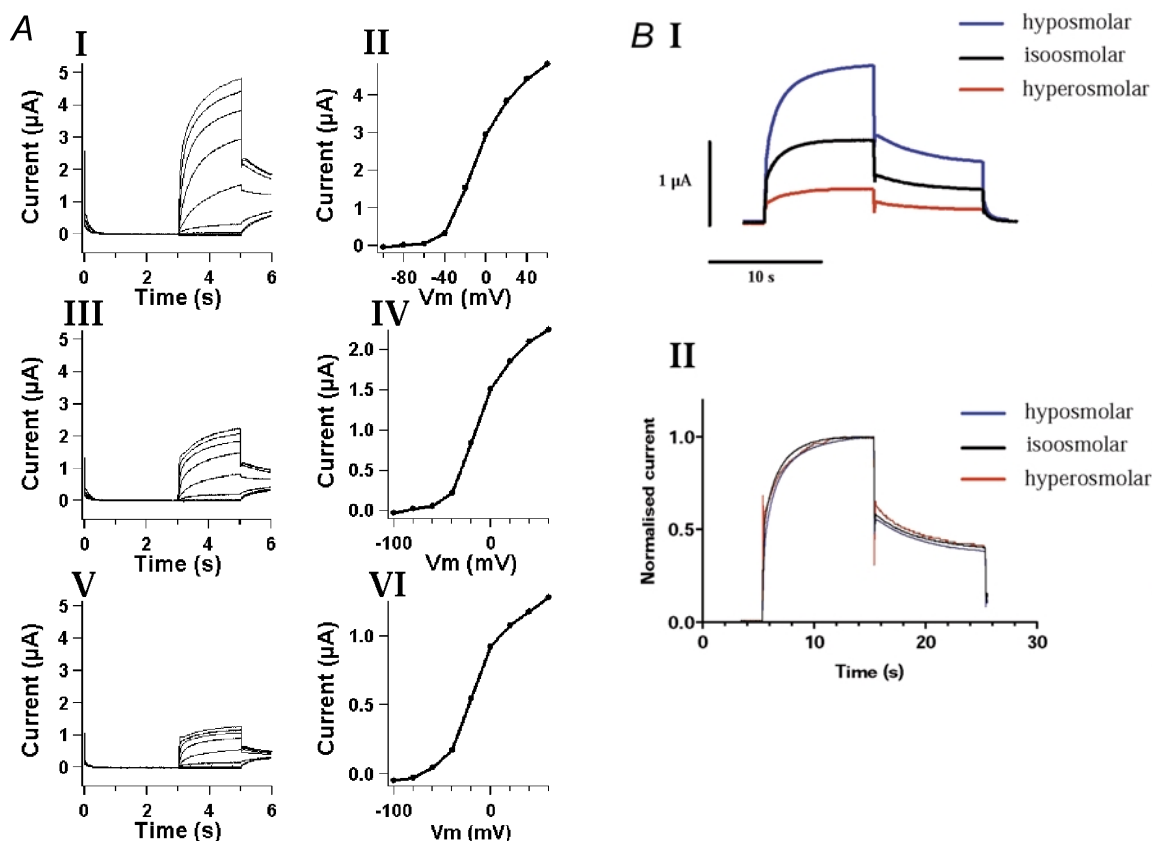 A
I
Current (µA)
5
4
3
2
1
0
0 2 4 6
Time (s)
II
Current (µA)
4
3
2
1
0
-80 -40 0 40
Vm (mV)
III
Current (µA)
5
4
3
2
1
0
0 2 4 6
Time (s)
IV
Current (µA)
2.0
1.5
1.0
0.5
0.0
-100 0
Vm (mV)
V
Current (µA)
5
4
3
2
1
0
0 2 4 6
Time (s)
VI
Current (µA)
1.0
0.5
0.0
-100 0
Vm (mV)
B I
hyposmolar
isoosmolar
hyperosmolar
1 µA
10 s
II
hyposmolar
isoosmolar
hyperosmolar
Normalised current
1.0
0.5
0.0
0 10 20 30
Time (s)